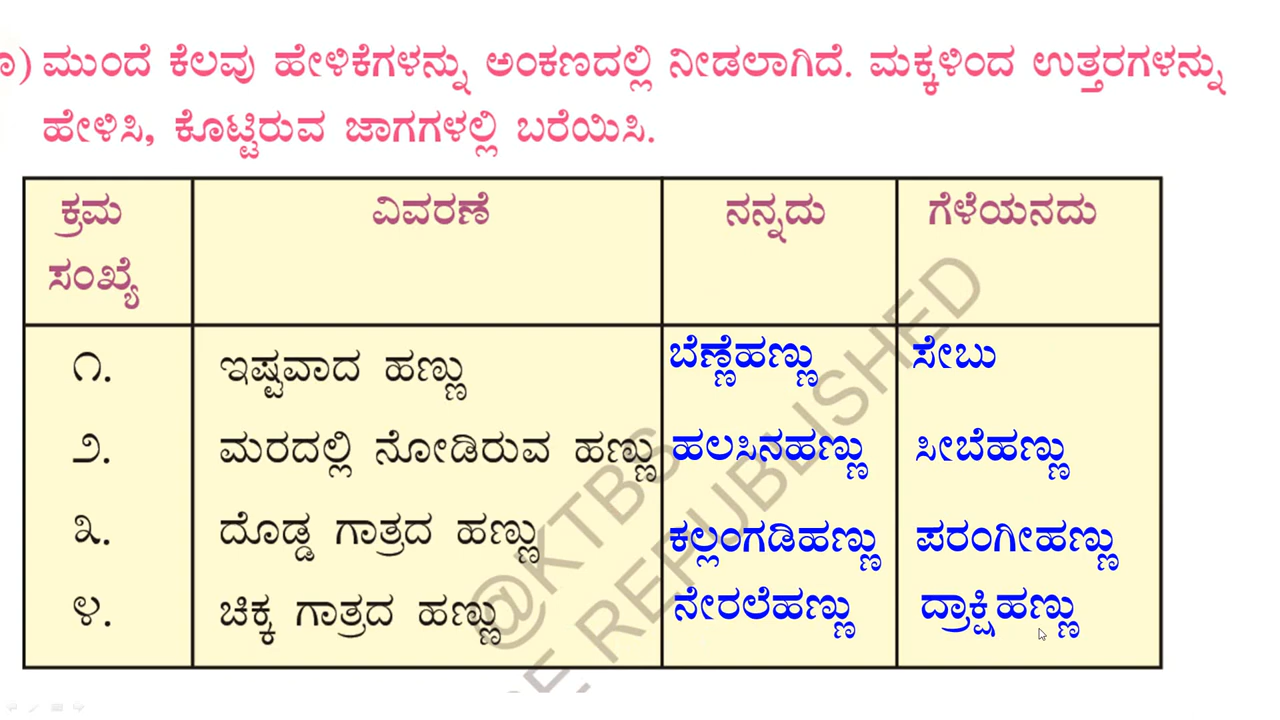 ೧) ಮುಂದೆ ಕೆಲವು ಹೇಳಿಕೆಗಳನ್ನು ಅಂಕಣದಲ್ಲಿ ನೀಡಲಾಗಿದೆ. ಮಕ್ಕಳಿಂದ ಉತ್ತರಗಳನ್ನು
ಹೇಳಿಸಿ, ಕೊಟ್ಟಿರುವ ಜಾಗಗಳಲ್ಲಿ ಬರೆಯಿಸಿ.
ಕ್ರಮ ವಿವರಣೆ ನನ್ನದು ಗೆಳೆಯನದು
ಸಂಖ್ಯೆ
೧. ಇಷ್ಟವಾದ ಹಣ್ಣು ಬೆಣ್ಣೆಹಣ್ಣು ಸೇಬು
೨. ಮರದಲ್ಲಿ ನೋಡಿರುವ ಹಣ್ಣು ಹಲಸಿನಹಣ್ಣು ಸೀಬೆಹಣ್ಣು
೩. ದೊಡ್ಡ ಗಾತ್ರದ ಹಣ್ಣು ಕಲ್ಲಂಗಡಿಹಣ್ಣು ಪರಂಗೀಹಣ್ಣು
೪. ಚಿಕ್ಕ ಗಾತ್ರದ ಹಣ್ಣು ನೇರಲೆಹಣ್ಣು ದ್ರಾಕ್ಷಿಹಣ್ಣು
@KTBS
REPUBLISHED